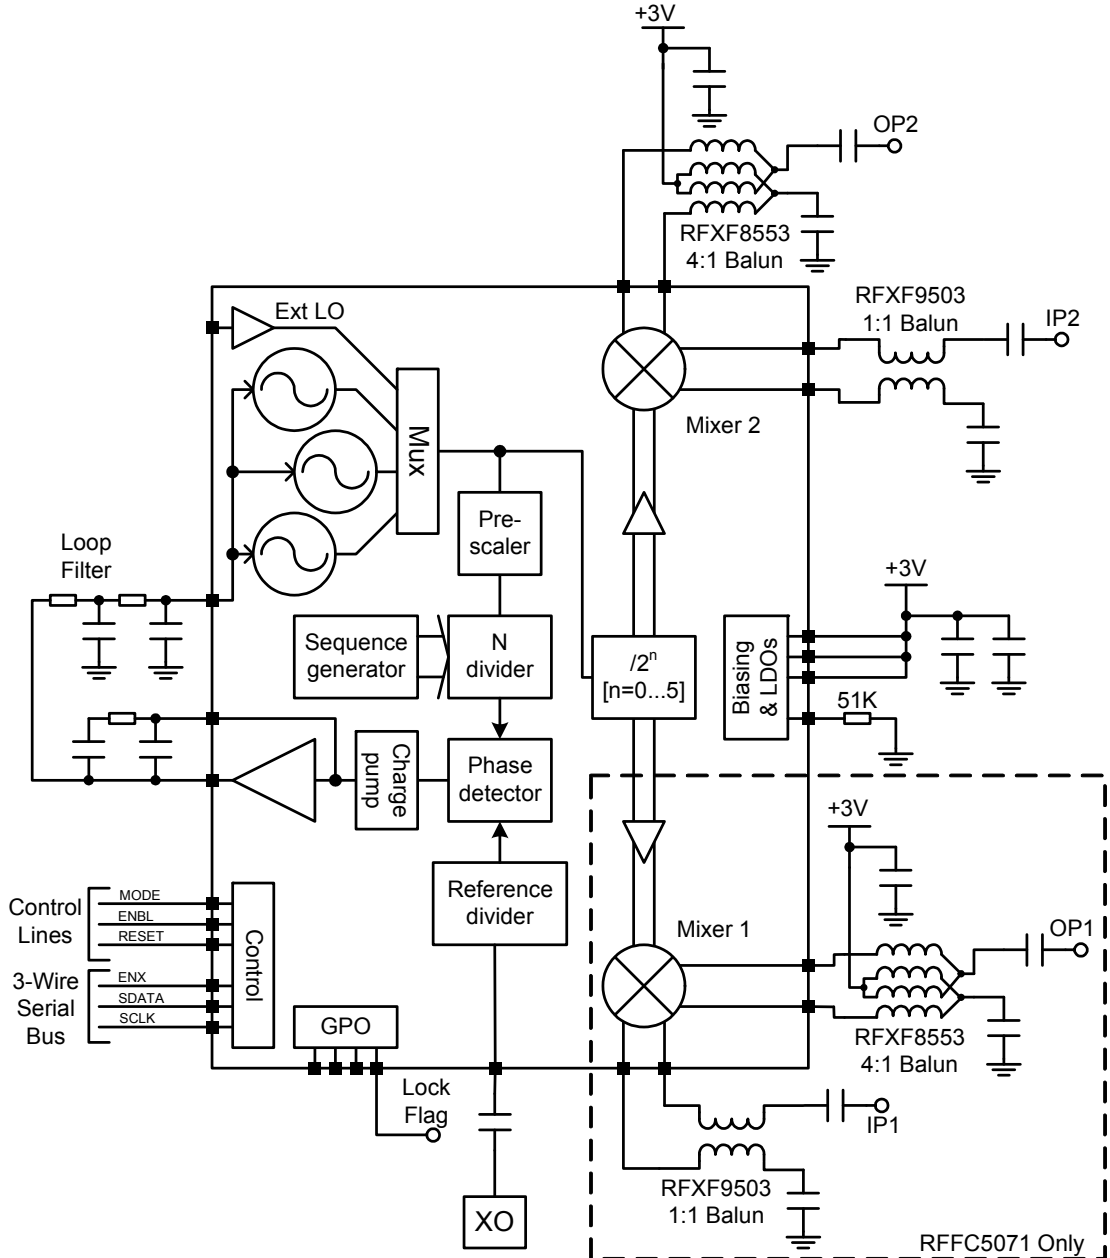 +3V
OP2
RFXF8553
4:1 Balun
RFXF9503
1:1 Balun
IP2
Ext LO
Mux
Mixer 2
Pre-
scaler
Loop
Filter
+3V
Sequence
generator
N
divider
/2ⁿ
[n=0...5]
Biasing
& LDOs
51K
Charge
pump
Phase
detector
+3V
Reference
divider
Mixer 1
OP1
Control
Lines
MODE
ENBL
RESET
3-Wire
Serial
Bus
ENX
SDATA
SCLK
Control
GPO
RFXF8553
4:1 Balun
Lock
Flag
IP1
RFXF9503
1:1 Balun
XO
RFFC5071 Only